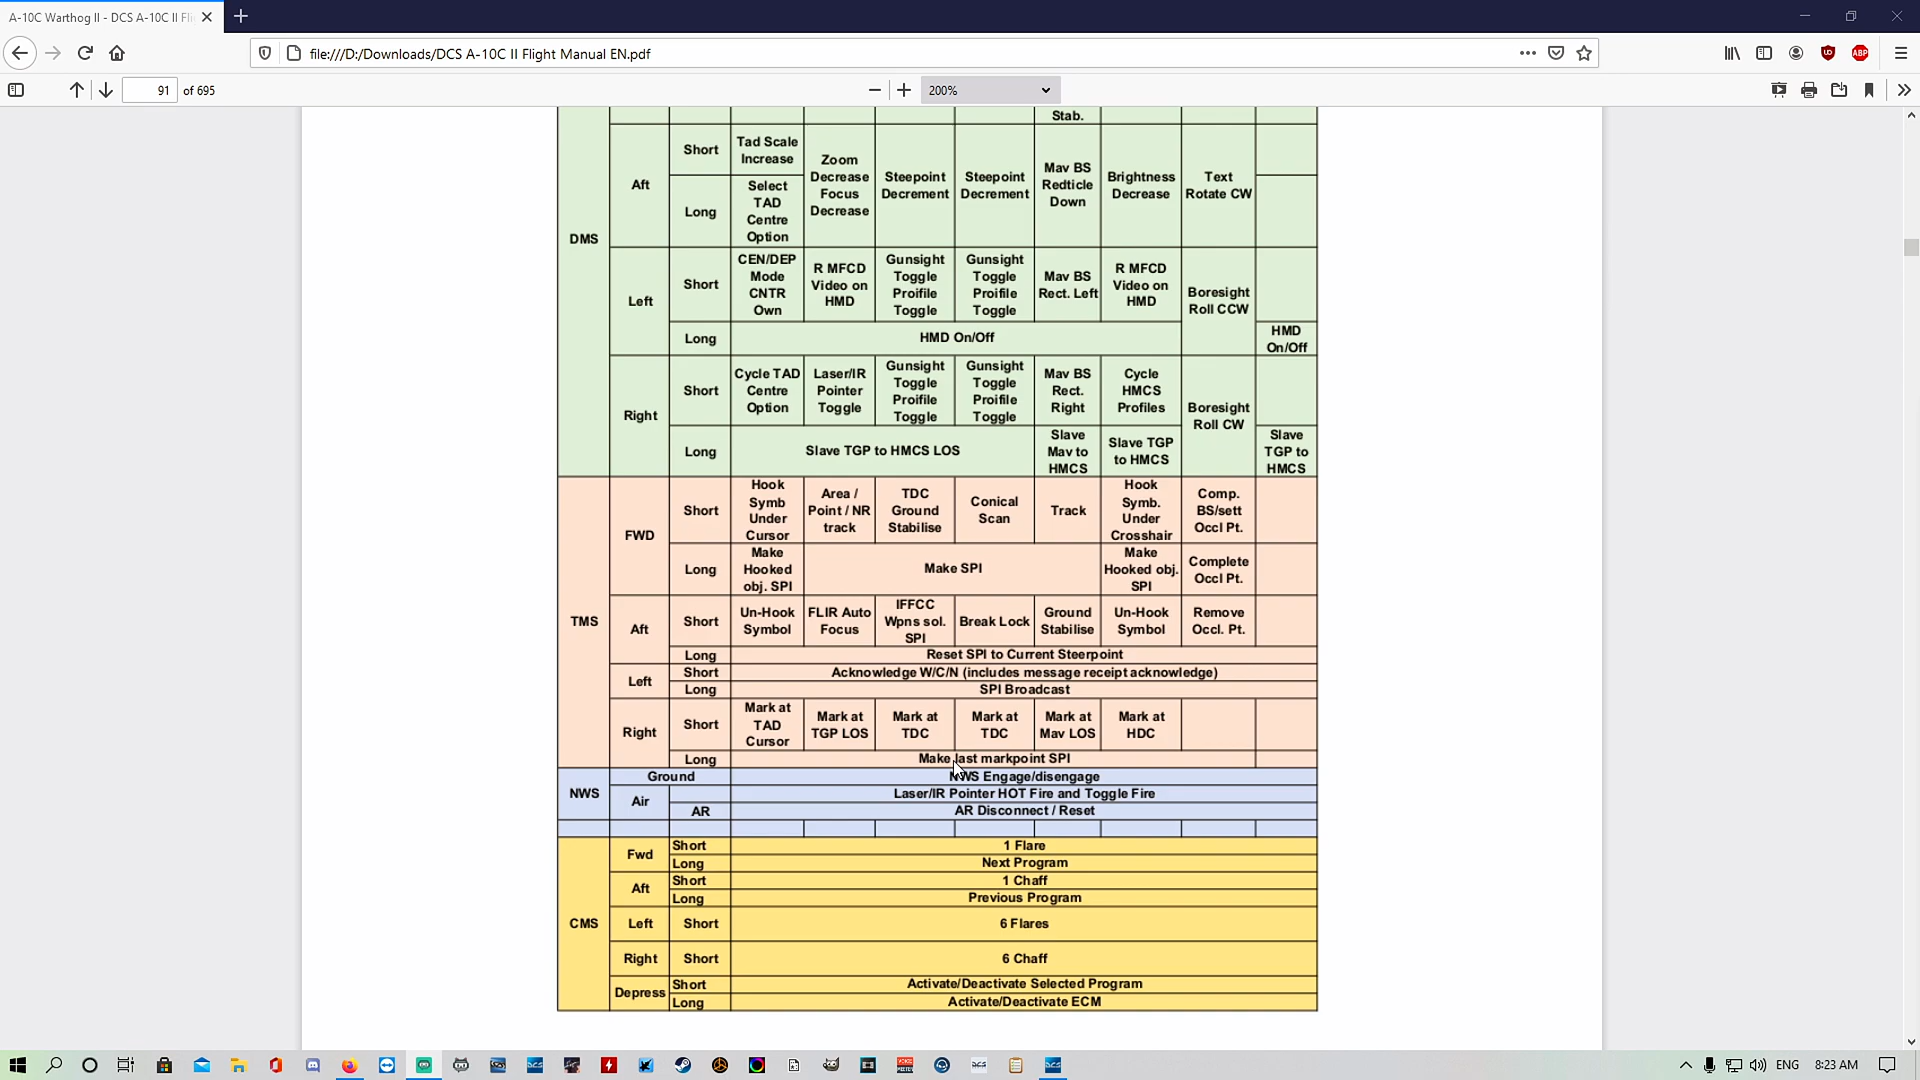 A-10C Warthog II - DCS A-10C II Fli
file:///D:/Downloads/DCS A-10C II Flight Manual EN.pdf
91 of 695
200%
Stab.
DMS
Aft
Short
Tad Scale
Increase
Zoom
Decrease
Focus
Decrease
Steepoint
Decrement
Steepoint
Decrement
Mav BS
Redticle
Down
Brightness
Decrease
Text
Rotate CW
Long
Select
TAD
Centre
Option
Left
Short
CEN/DEP
Mode
CNTR
Own
R MFCD
Video on
HMD
Gunsight
Toggle
Proifile
Toggle
Gunsight
Toggle
Proifile
Toggle
Mav BS
Rect. Left
R MFCD
Video on
HMD
Boresight
Roll CCW
Long
HMD On/Off
HMD
On/Off
Right
Short
Cycle TAD
Centre
Option
Laser/IR
Pointer
Toggle
Gunsight
Toggle
Proifile
Toggle
Gunsight
Toggle
Proifile
Toggle
Mav BS
Rect.
Right
Cycle
HMCS
Profiles
Boresight
Roll CW
Long
Slave TGP to HMCS LOS
Slave
Mav to
HMCS
Slave TGP
to HMCS
Slave
TGP to
HMCS
TMS
FWD
Short
Hook
Symb
Under
Cursor
Area /
Point / NR
track
TDC
Ground
Stabilise
Conical
Scan
Track
Hook
Symb.
Under
Crosshair
Comp.
BS/sett
Occl Pt.
Long
Make
Hooked
obj. SPI
Make SPI
Make
Hooked obj.
SPI
Complete
Occl Pt.
Aft
Short
Un-Hook
Symbol
FLIR Auto
Focus
IFFCC
Wpns sol.
SPI
Break Lock
Ground
Stabilise
Un-Hook
Symbol
Remove
Occl. Pt.
Long
Reset SPI to Current Steerpoint
Left
Short
Acknowledge W/C/N (includes message receipt acknowledge)
Long
SPI Broadcast
Right
Short
Mark at
TAD
Cursor
Mark at
TGP LOS
Mark at
TDC
Mark at
TDC
Mark at
Mav LOS
Mark at
HDC
Long
Make last markpoint SPI
NWS
Ground
NWS Engage/disengage
Air
Laser/IR Pointer HOT Fire and Toggle Fire
AR
AR Disconnect / Reset
CMS
Fwd
Short
1 Flare
Long
Next Program
Aft
Short
1 Chaff
Long
Previous Program
Left
Short
6 Flares
Right
Short
6 Chaff
Depress
Short
Activate/Deactivate Selected Program
Long
Activate/Deactivate ECM
ENG
8:23 AM